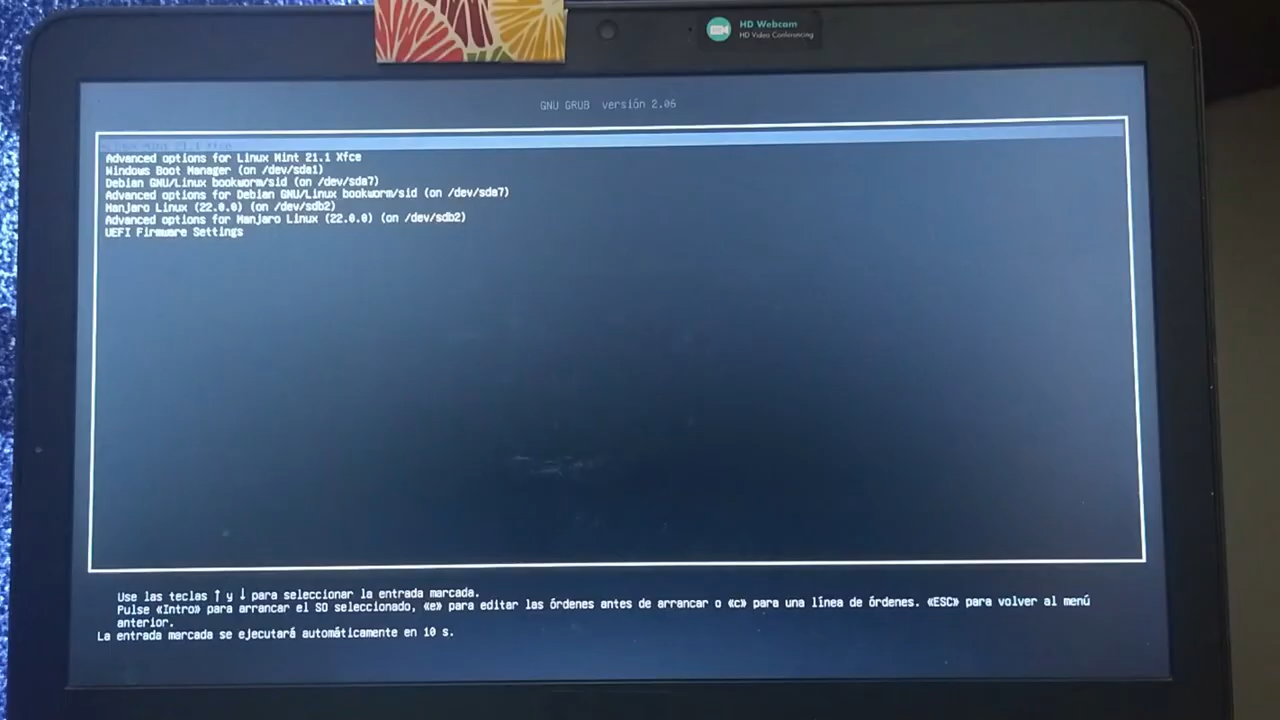 HD Webcam
HD Video Conferencing
GNU GRUB versión 2.06
Linux Mint 21.1 Xfce
Advanced options for Linux Mint 21.1 Xfce
Windows Boot Manager (on /dev/sda1)
Debian GNU/Linux bookworm/sid (on /dev/sda7)
Advanced options for Debian GNU/Linux bookworm/sid (on /dev/sda7)
Manjaro Linux (22.0.0) (on /dev/sdb2)
Advanced options for Manjaro Linux (22.0.0) (on /dev/sdb2)
UEFI Firmware Settings
Use las teclas ↑ y ↓ para seleccionar la entrada marcada.
Pulse «Intro» para arrancar el SO seleccionado, «e» para editar las órdenes antes de arrancar o «c» para una línea de órdenes. «ESC» para volver al menú
anterior.
La entrada marcada se ejecutará automáticamente en 10 s.